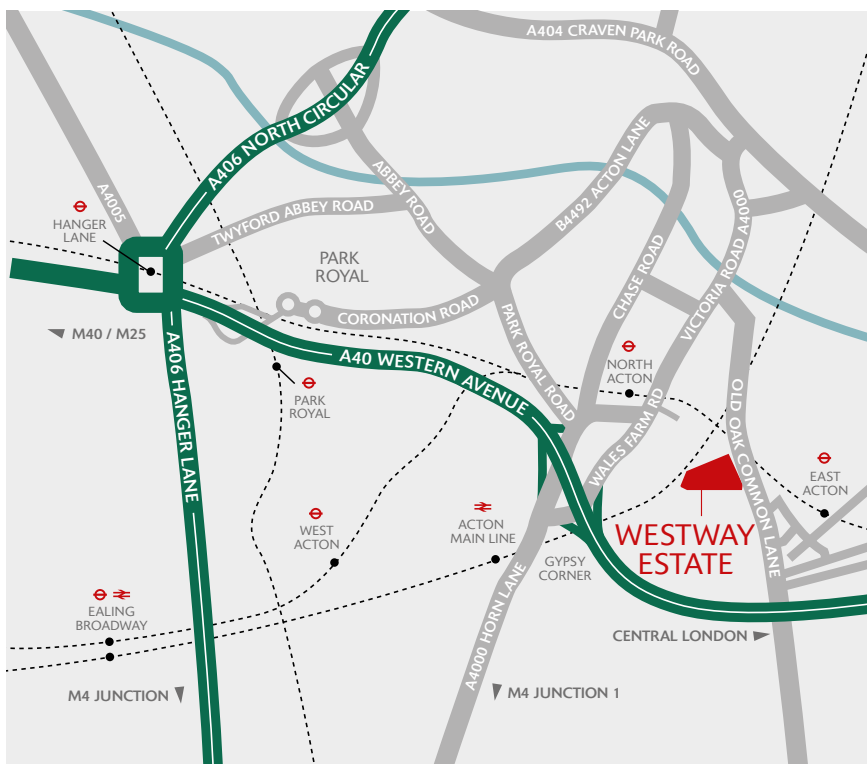 A404 CRAVEN PARK ROAD
A406 NORTH CIRCULAR
A4005
HANGER
LANE
TWYFORD ABBEY ROAD
ABBEY ROAD
B4492 ACTON LANE
VICTORIA ROAD A4000
CHASE ROAD
PARK
ROYAL
CORONATION ROAD
PARK ROYAL ROAD
M40 / M25
A40 WESTERN AVENUE
A406 HANGER LANE
PARK
ROYAL
NORTH
ACTON
OLD OAK COMMON LANE
WALES FARM RD
EAST
ACTON
WEST
ACTON
ACTON
MAIN LINE
WESTWAY
ESTATE
GYPSY
CORNER
EALING
BROADWAY
A4000 HORN LANE
CENTRAL LONDON
M4 JUNCTION
M4 JUNCTION 1